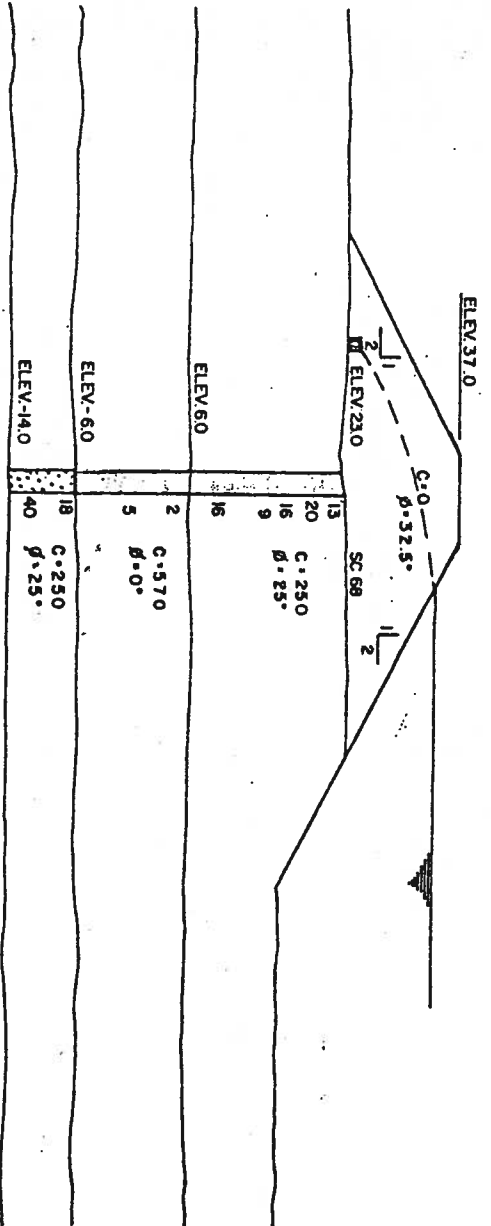 ELEV. 37.0
1
2
C=0
Ø=32.5°
ELEV. 23.0
SC 68
1
2
13
20
16
9
16
C=250
Ø=25°
ELEV. 6.0
2
5
C=570
Ø=0°
ELEV.-6.0
18
40
C=250
Ø=25°
ELEV.-14.0